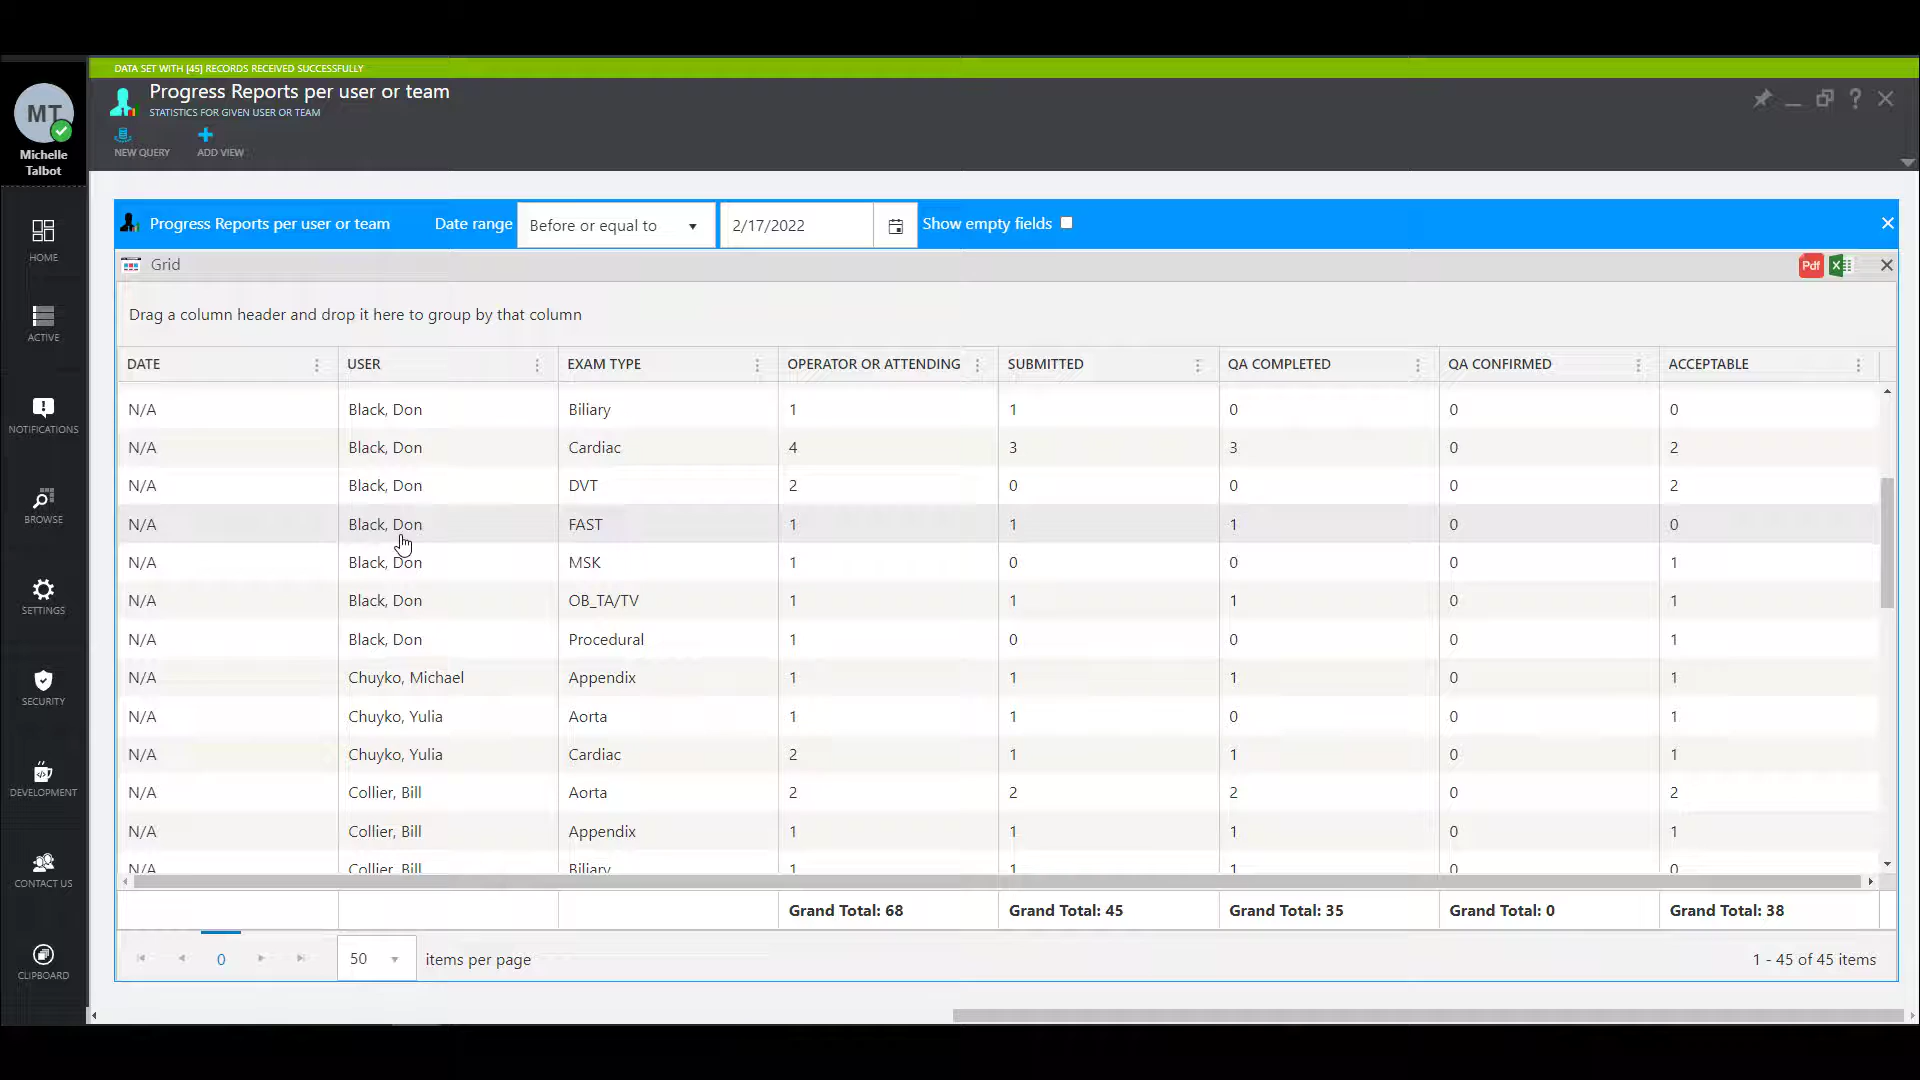 DATA SET WITH [45] RECORDS RECEIVED SUCCESSFULLY
MT
Michelle
Talbot
Progress Reports per user or team
STATISTICS FOR GIVEN USER OR TEAM
NEW QUERY ADD VIEW
HOME
ACTIVE
NOTIFICATIONS
BROWSE
SETTINGS
SECURITY
DEVELOPMENT
CONTACT US
CLIPBOARD
Progress Reports per user or team Date range Before or equal to 2/17/2022 Show empty fields
Grid Pdf
Drag a column header and drop it here to group by that column
DATE USER EXAM TYPE OPERATOR OR ATTENDING SUBMITTED QA COMPLETED QA CONFIRMED ACCEPTABLE
N/A Black, Don Biliary 1 1 0 0 0
N/A Black, Don Cardiac 4 3 3 0 2
N/A Black, Don DVT 2 0 0 0 2
N/A Black, Don FAST 1 1 1 0 0
N/A Black, Don MSK 1 0 0 0 1
N/A Black, Don OB_TA/TV 1 1 1 0 1
N/A Black, Don Procedural 1 0 0 0 1
N/A Chuyko, Michael Appendix 1 1 1 0 1
N/A Chuyko, Yulia Aorta 1 1 0 0 1
N/A Chuyko, Yulia Cardiac 2 1 1 0 1
N/A Collier, Bill Aorta 2 2 2 0 2
N/A Collier, Bill Appendix 1 1 1 0 1
N/A Collier, Bill Biliary 1 1 1 0 0
Grand Total: 68 Grand Total: 45 Grand Total: 35 Grand Total: 0 Grand Total: 38
0 50 items per page 1 - 45 of 45 items